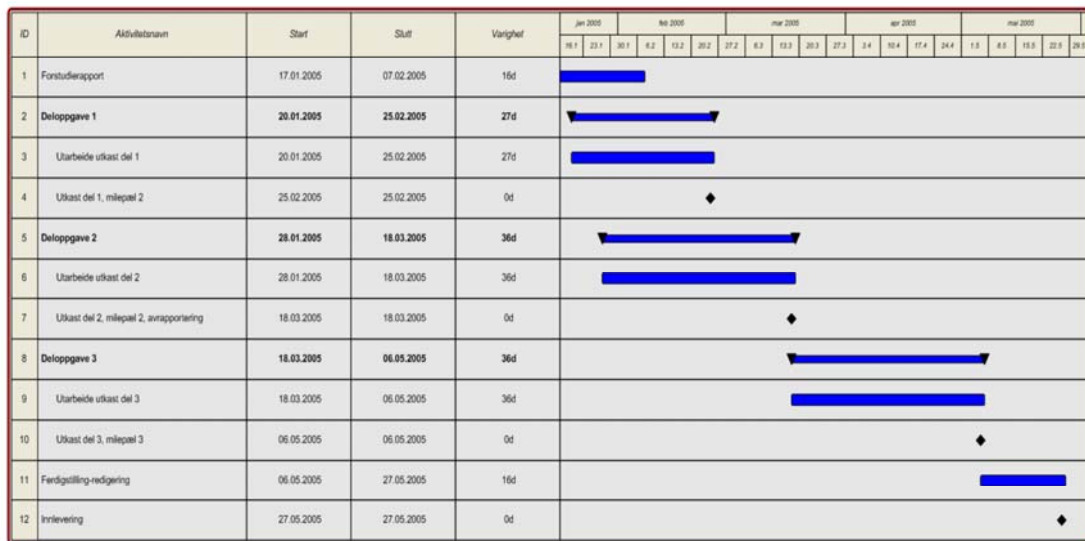 ID Aktivitetsnavn Start Slutt Varighet
jan 2005 feb 2005 mar 2005 apr 2005 mai 2005
16.1 23.1 30.1 6.2 13.2 20.2 27.2 6.3 13.3 20.3 27.3 3.4 10.4 17.4 24.4 1.5 8.5 15.5 22.5 29.5
1 Forstudierapport 17.01.2005 07.02.2005 16d
2 Deloppgave 1 20.01.2005 25.02.2005 27d
3 Utarbeide utkast del 1 20.01.2005 25.02.2005 27d
4 Utkast del 1, milepæl 2 25.02.2005 25.02.2005 0d
5 Deloppgave 2 28.01.2005 18.03.2005 36d
6 Utarbeide utkast del 2 28.01.2005 18.03.2005 36d
7 Utkast del 2, milepæl 2, avrapportering 18.03.2005 18.03.2005 0d
8 Deloppgave 3 18.03.2005 06.05.2005 36d
9 Utarbeide utkast del 3 18.03.2005 06.05.2005 36d
10 Utkast del 3, milepæl 3 06.05.2005 06.05.2005 0d
11 Ferdigstilling-redigering 06.05.2005 27.05.2005 16d
12 Innlevering 27.05.2005 27.05.2005 0d